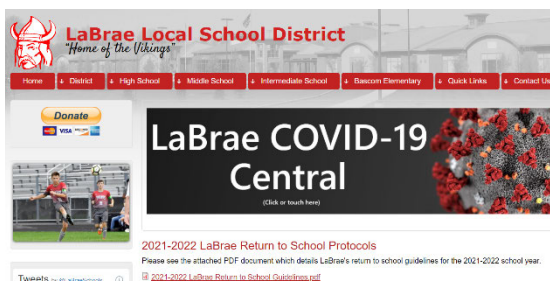 LaBrae Local School District
"Home of the Vikings"
Home
District
High School
Middle School
Intermediate School
Bascom Elementary
Quick Links
Contact Us
Donate
VISA
LaBrae COVID-19
Central
(Click or touch here)
2021-2022 LaBrae Return to School Protocols
Please see the attached PDF document which details LaBrae's return to school guidelines for the 2021-2022 school year.
2021-2022 LaBrae Return to School Guidelines.pdf
Tweets